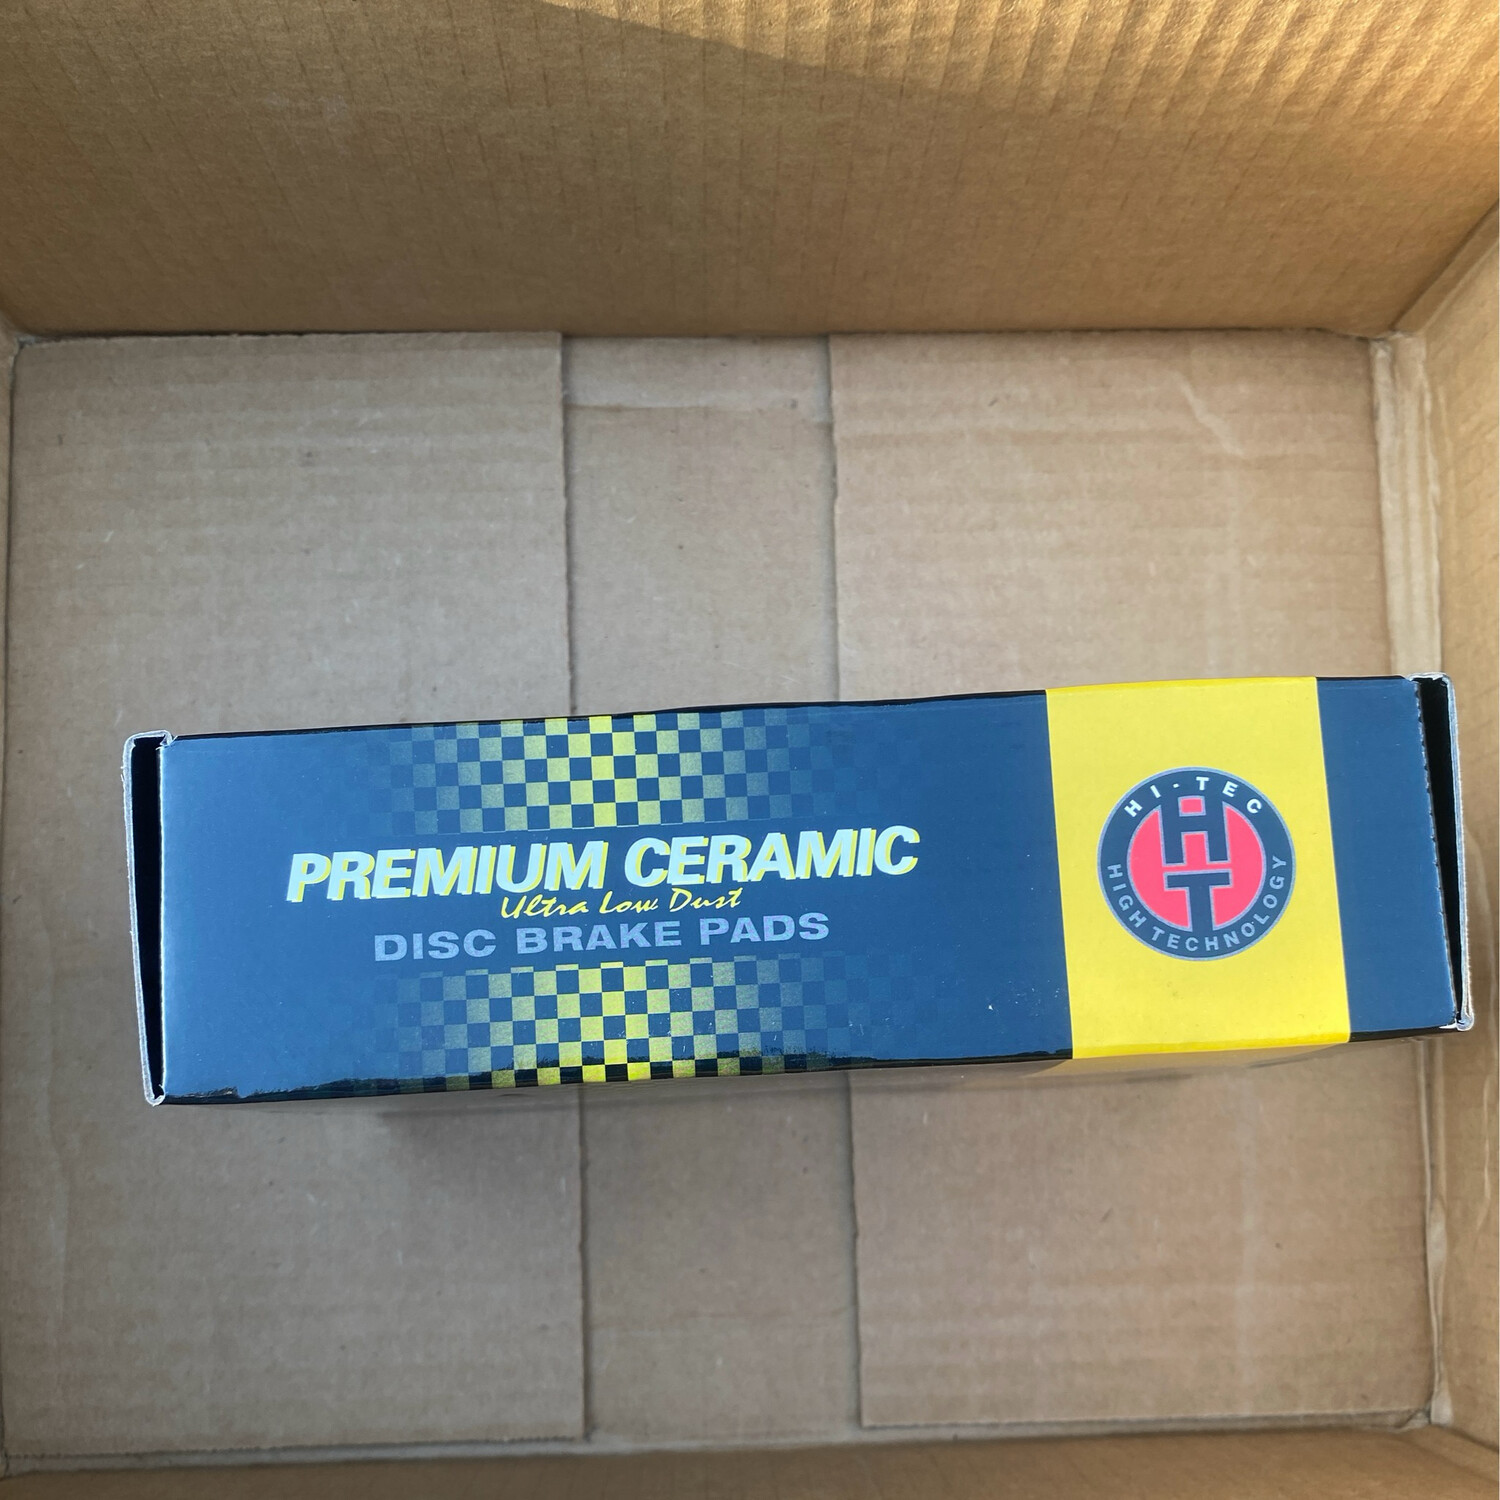 PREMIUM CERAMIC
Ultra Low Dust
DISC BRAKE PADS
HI-TEC
HT
HIGH TECHNOLOGY